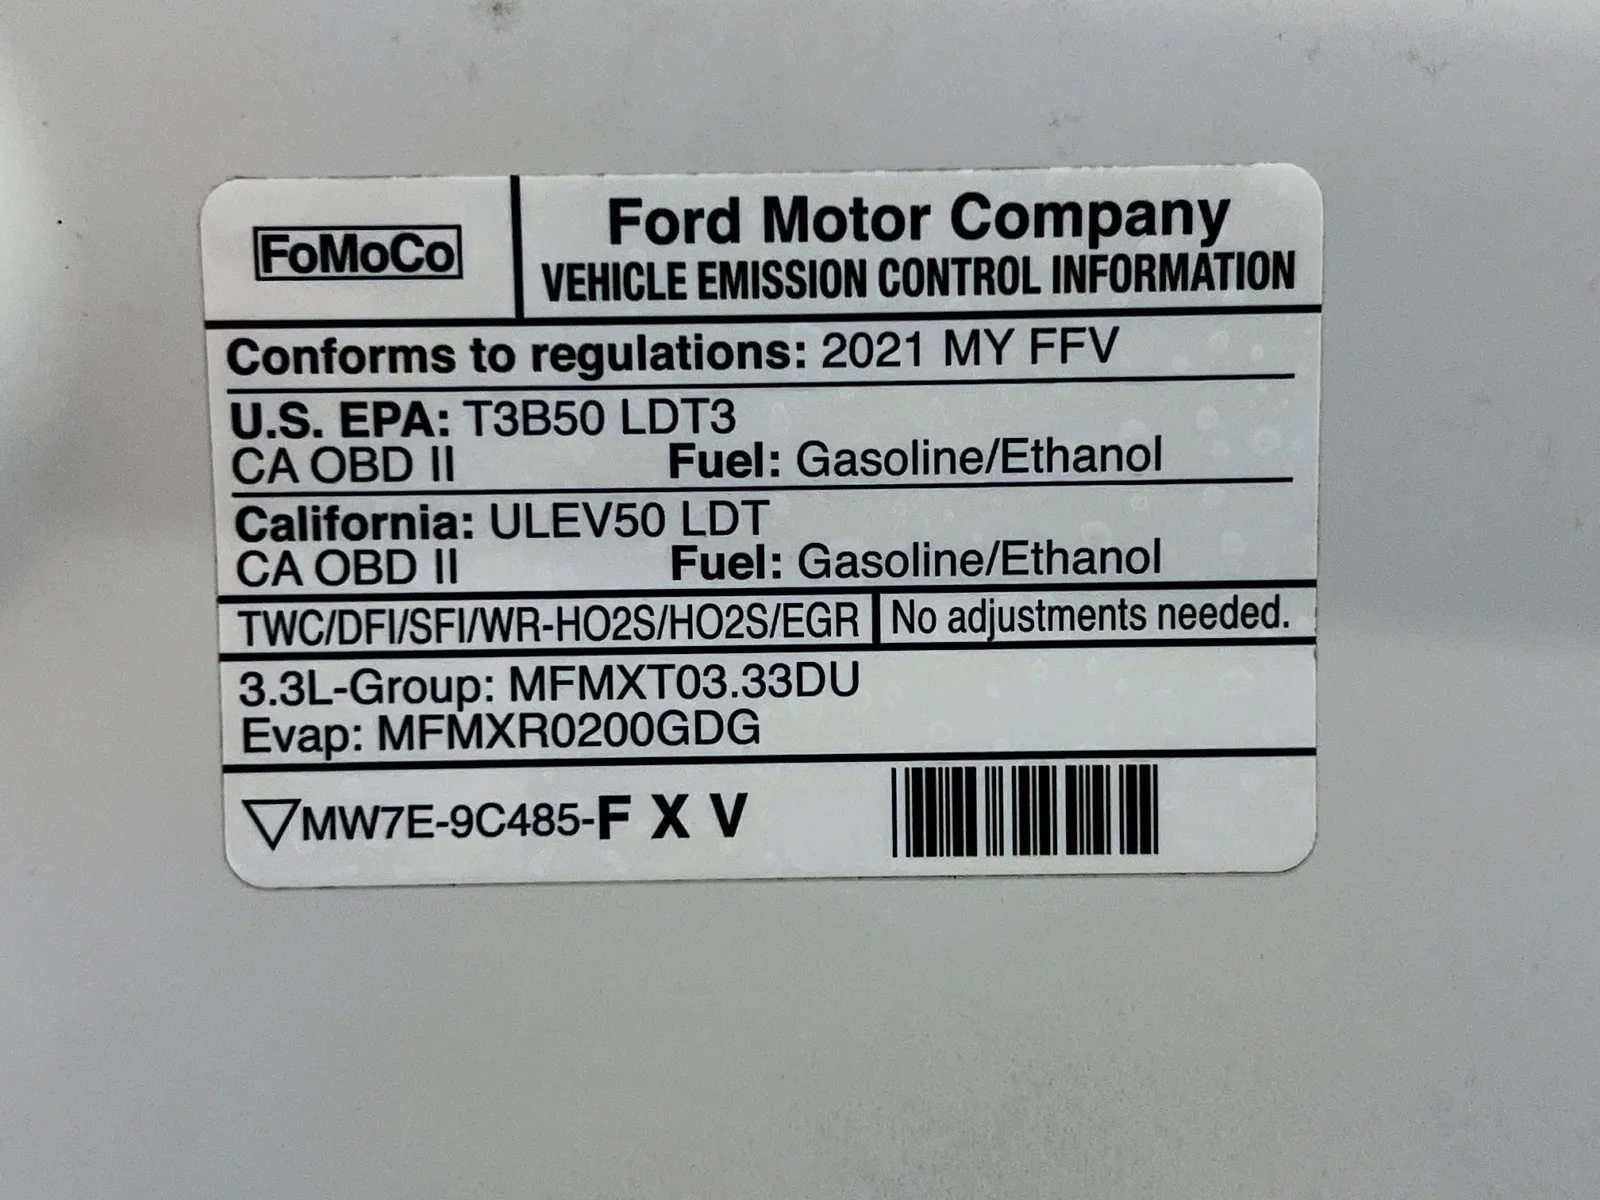 FoMoCo
Ford Motor Company
VEHICLE EMISSION CONTROL INFORMATION
Conforms to regulations: 2021 MY FFV
U.S. EPA: T3B50 LDT3
CA OBD II Fuel: Gasoline/Ethanol
California: ULEV50 LDT
CA OBD II Fuel: Gasoline/Ethanol
TWC/DFI/SFI/WR-HO2S/HO2S/EGR No adjustments needed.
3.3L-Group: MFMXT03.33DU
Evap: MFMXR0200GDG
▽MW7E-9C485-F X V